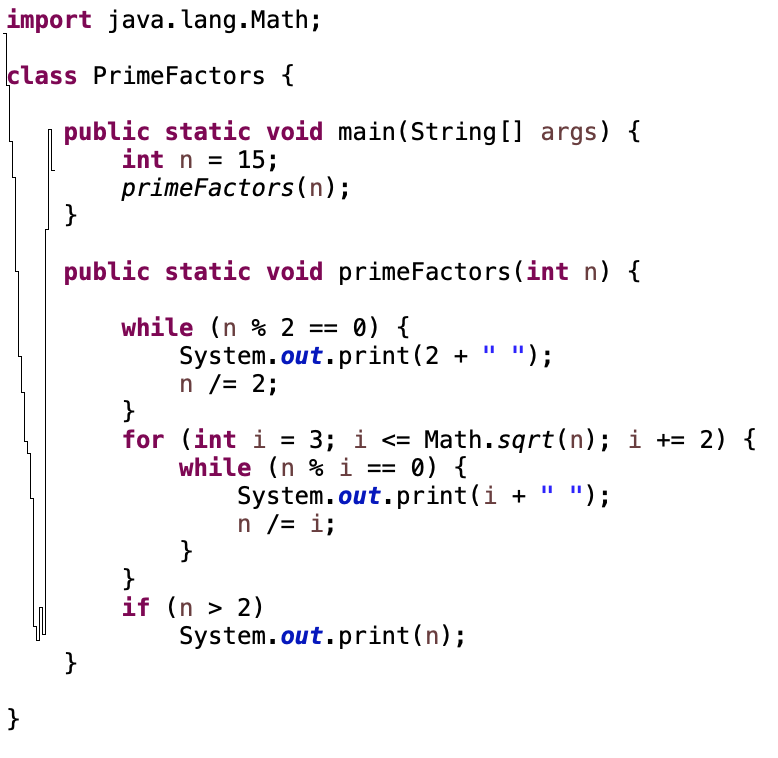 import java.lang.Math;
class PrimeFactors {
public static void main(String[] args) {
int n = 15;
primeFactors(n);
}
public static void primeFactors(int n) {
while (n % 2 == 0) {
System.out.print(2 + " ");
n /= 2;
}
for (int i = 3; i <= Math.sqrt(n); i += 2) {
while (n % i == 0) {
System.out.print(i + " ");
n /= i;
}
}
if (n > 2)
System.out.print(n);
}
}